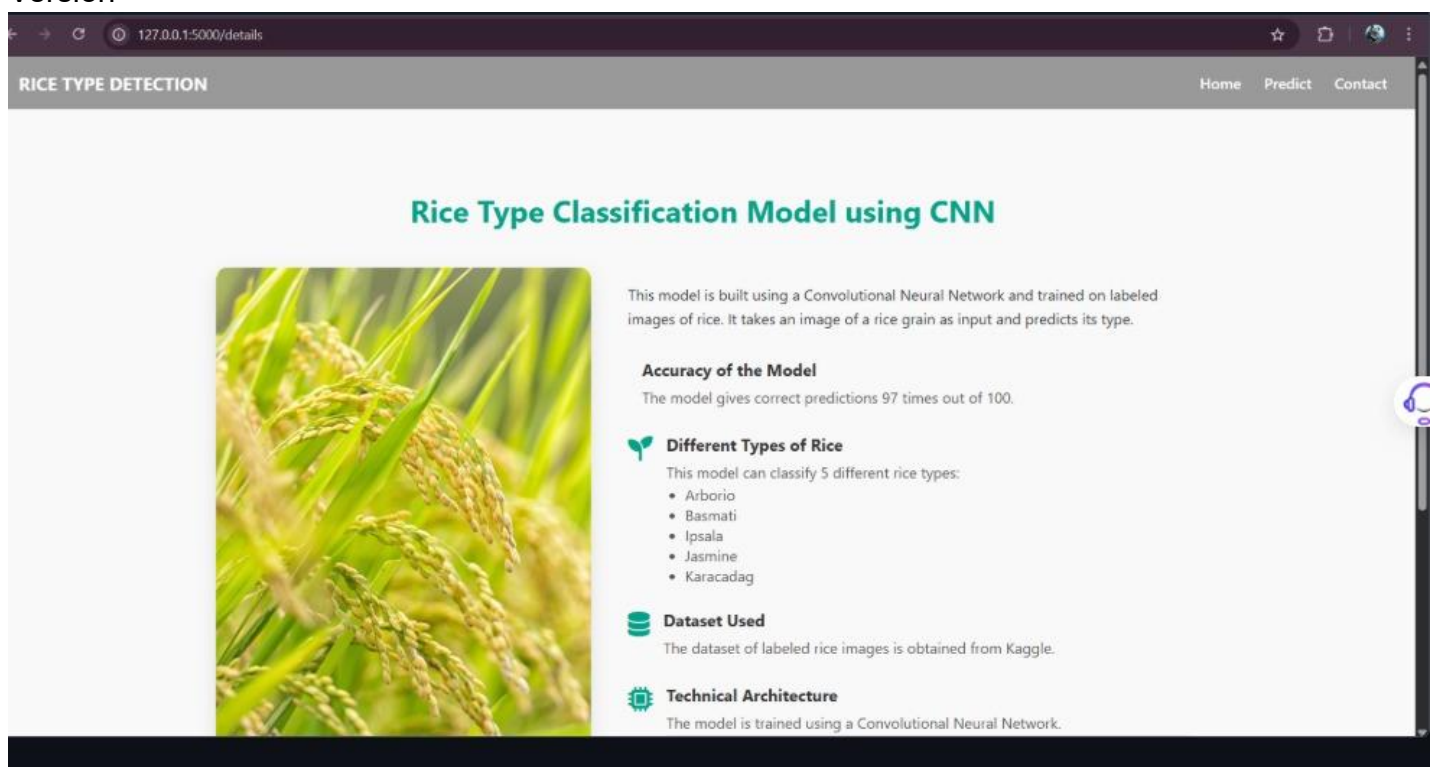 127.0.0.1:5000/details
RICE TYPE DETECTION
Home Predict Contact
Rice Type Classification Model using CNN
This model is built using a Convolutional Neural Network and trained on labeled
images of rice. It takes an image of a rice grain as input and predicts its type.
Accuracy of the Model
The model gives correct predictions 97 times out of 100.
Different Types of Rice
This model can classify 5 different rice types:
• Arborio
• Basmati
• Ipsala
• Jasmine
• Karacadag
Dataset Used
The dataset of labeled rice images is obtained from Kaggle.
Technical Architecture
The model is trained using a Convolutional Neural Network.